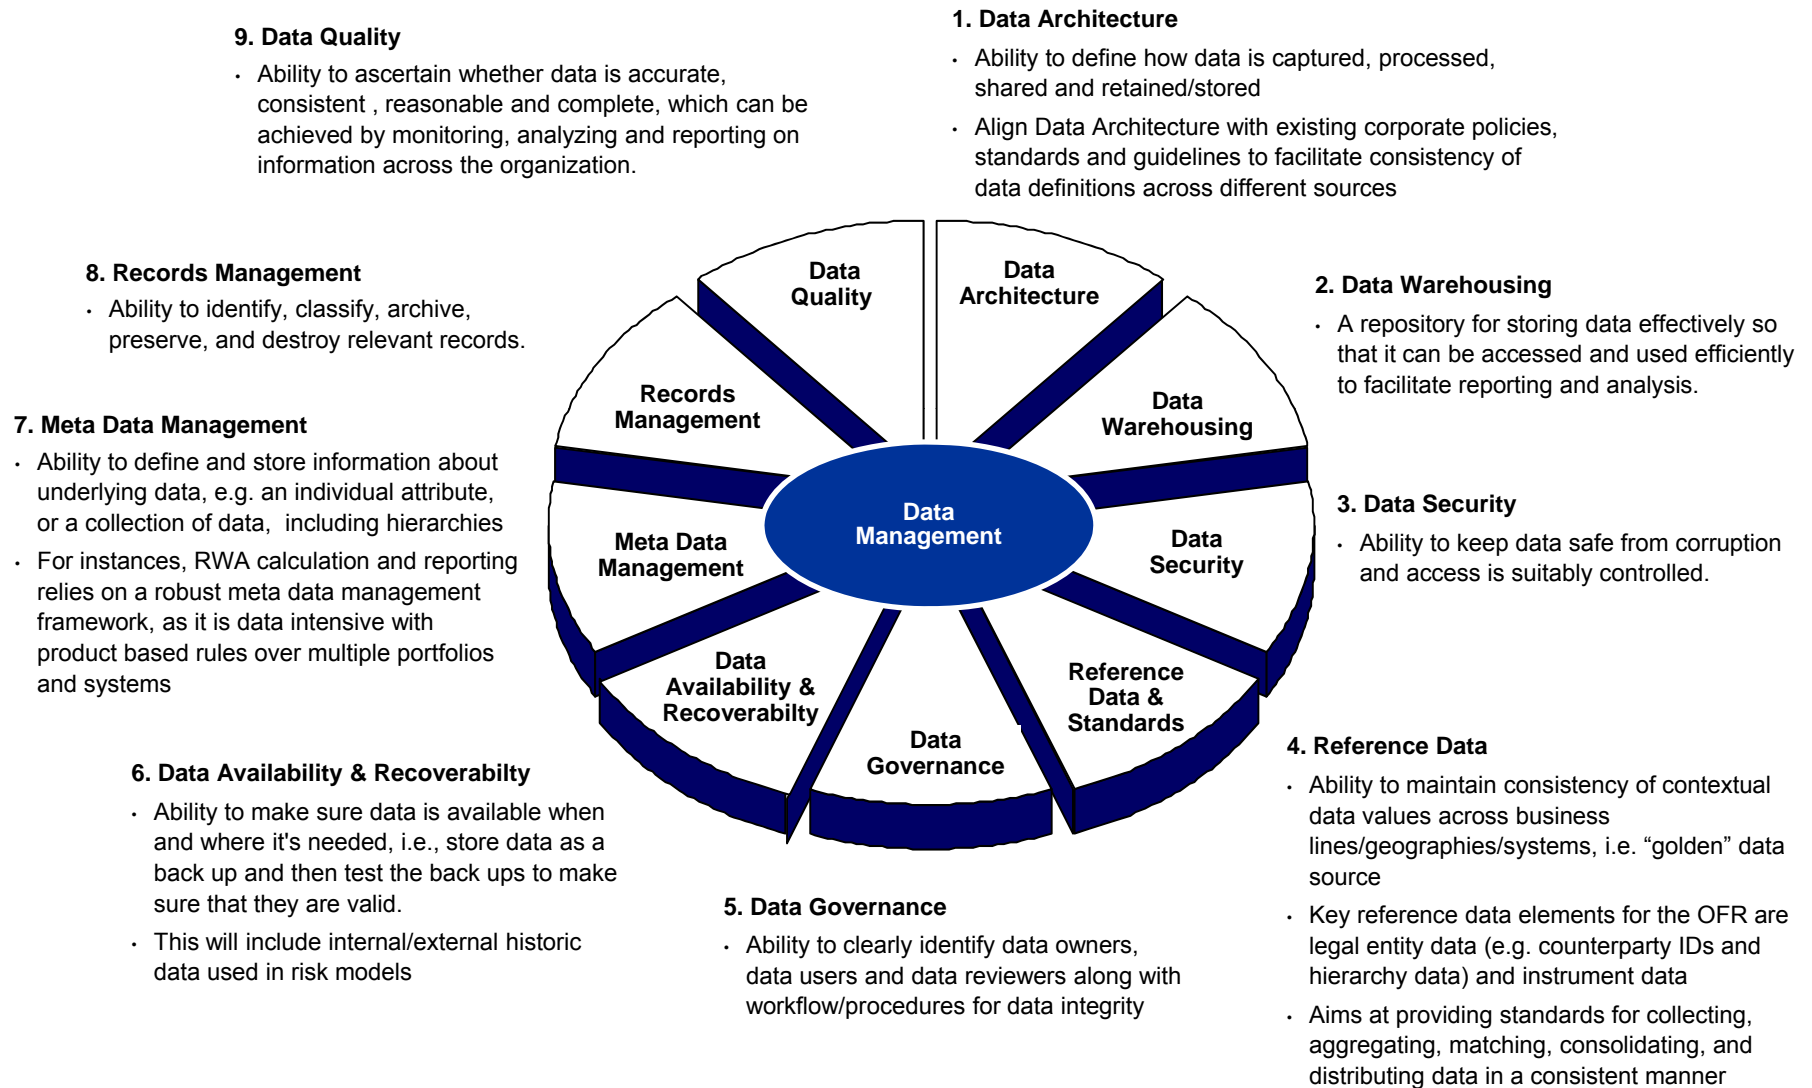 1. Data Architecture
• Ability to define how data is captured, processed,
shared and retained/stored
• Align Data Architecture with existing corporate policies,
standards and guidelines to facilitate consistency of
data definitions across different sources
9. Data Quality
• Ability to ascertain whether data is accurate,
consistent , reasonable and complete, which can be
achieved by monitoring, analyzing and reporting on
information across the organization.
8. Records Management
• Ability to identify, classify, archive,
preserve, and destroy relevant records.
2. Data Warehousing
• A repository for storing data effectively so
that it can be accessed and used efficiently
to facilitate reporting and analysis.
7. Meta Data Management
• Ability to define and store information about
underlying data, e.g. an individual attribute,
or a collection of data,  including hierarchies
• For instances, RWA calculation and reporting
relies on a robust meta data management
framework, as it is data intensive with
product based rules over multiple portfolios
and systems
3. Data Security
• Ability to keep data safe from corruption
and access is suitably controlled.
Data
Quality
Data
Architecture
Records
Management
Data
Warehousing
Data
Management
Meta Data
Management
Data
Security
Data
Availability &
Recoverabilty
Reference
Data &
Standards
Data
Governance
6. Data Availability & Recoverabilty
• Ability to make sure data is available when
and where it's needed, i.e., store data as a
back up and then test the back ups to make
sure that they are valid.
• This will include internal/external historic
data used in risk models
5. Data Governance
• Ability to clearly identify data owners,
data users and data reviewers along with
workflow/procedures for data integrity
4. Reference Data
• Ability to maintain consistency of contextual
data values across business
lines/geographies/systems, i.e. “golden” data
source
• Key reference data elements for the OFR are
legal entity data (e.g. counterparty IDs and
hierarchy data) and instrument data
• Aims at providing standards for collecting,
aggregating, matching, consolidating, and
distributing data in a consistent manner